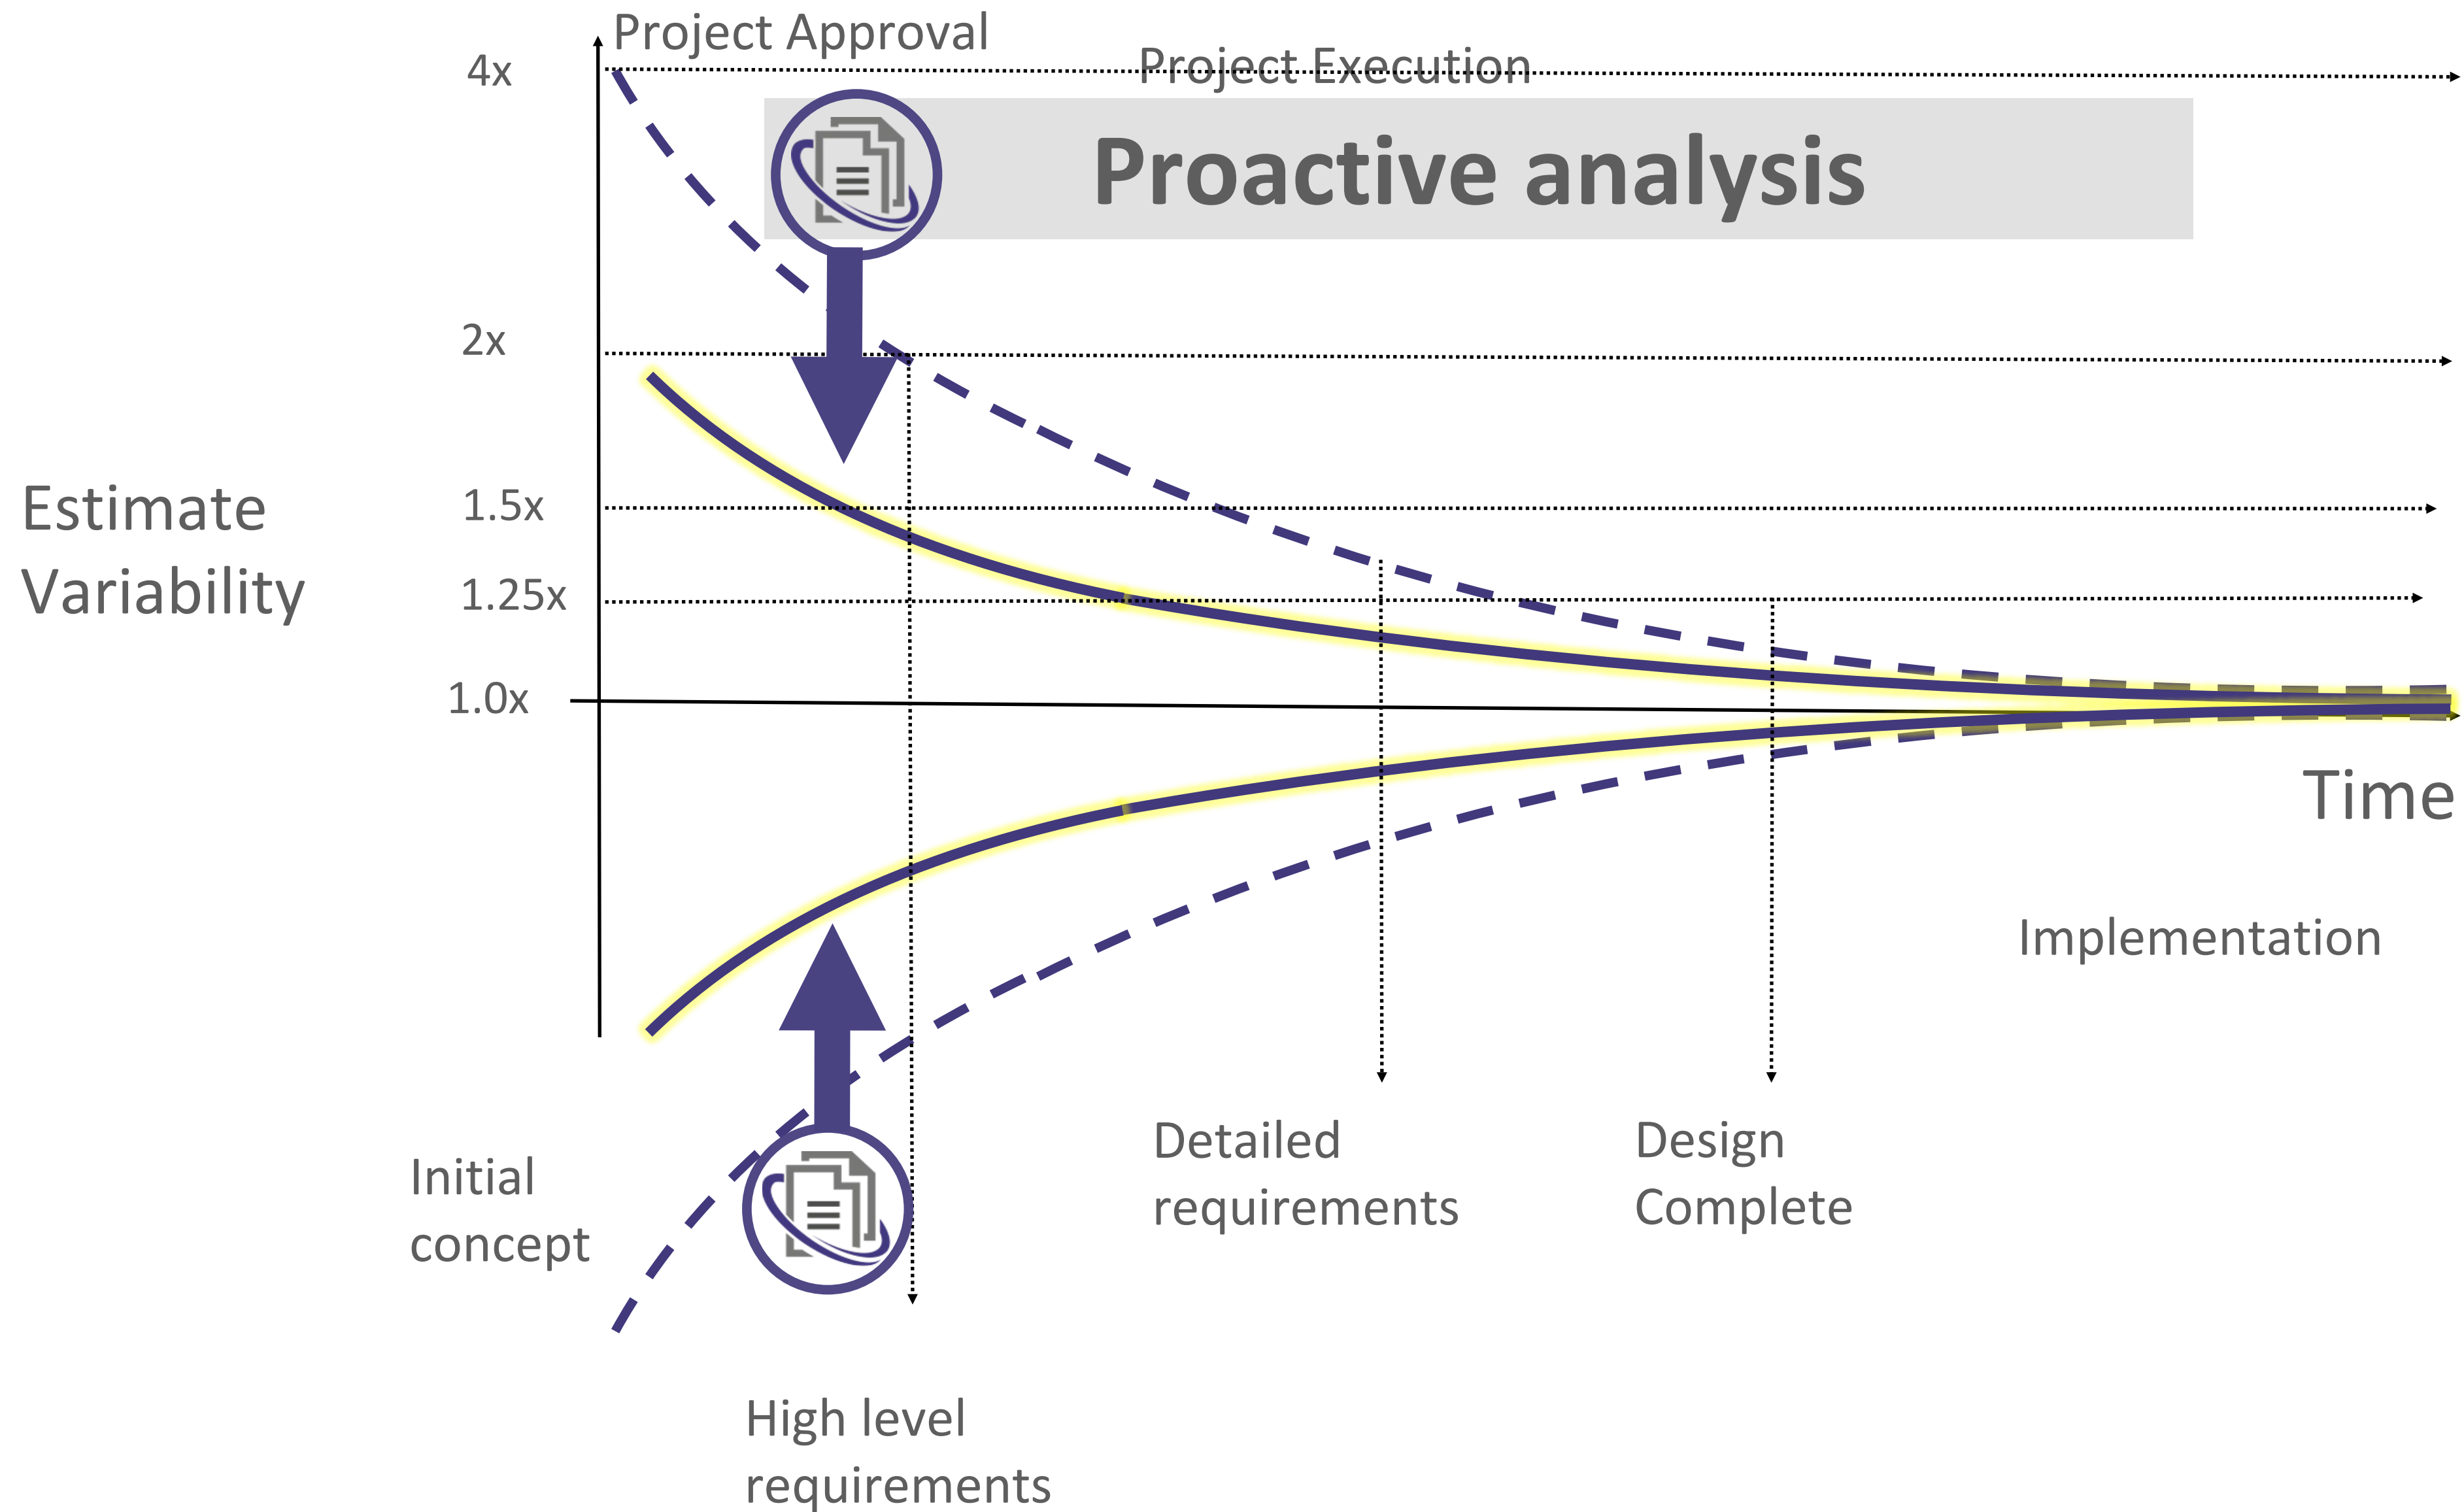 Project Approval
4x
Project Execution
Proactive analysis
2x
Estimate
Variability
1.5x
1.25x
1.0x
Time
Implementation
Initial
concept
Detailed
requirements
Design
Complete
High level
requirements